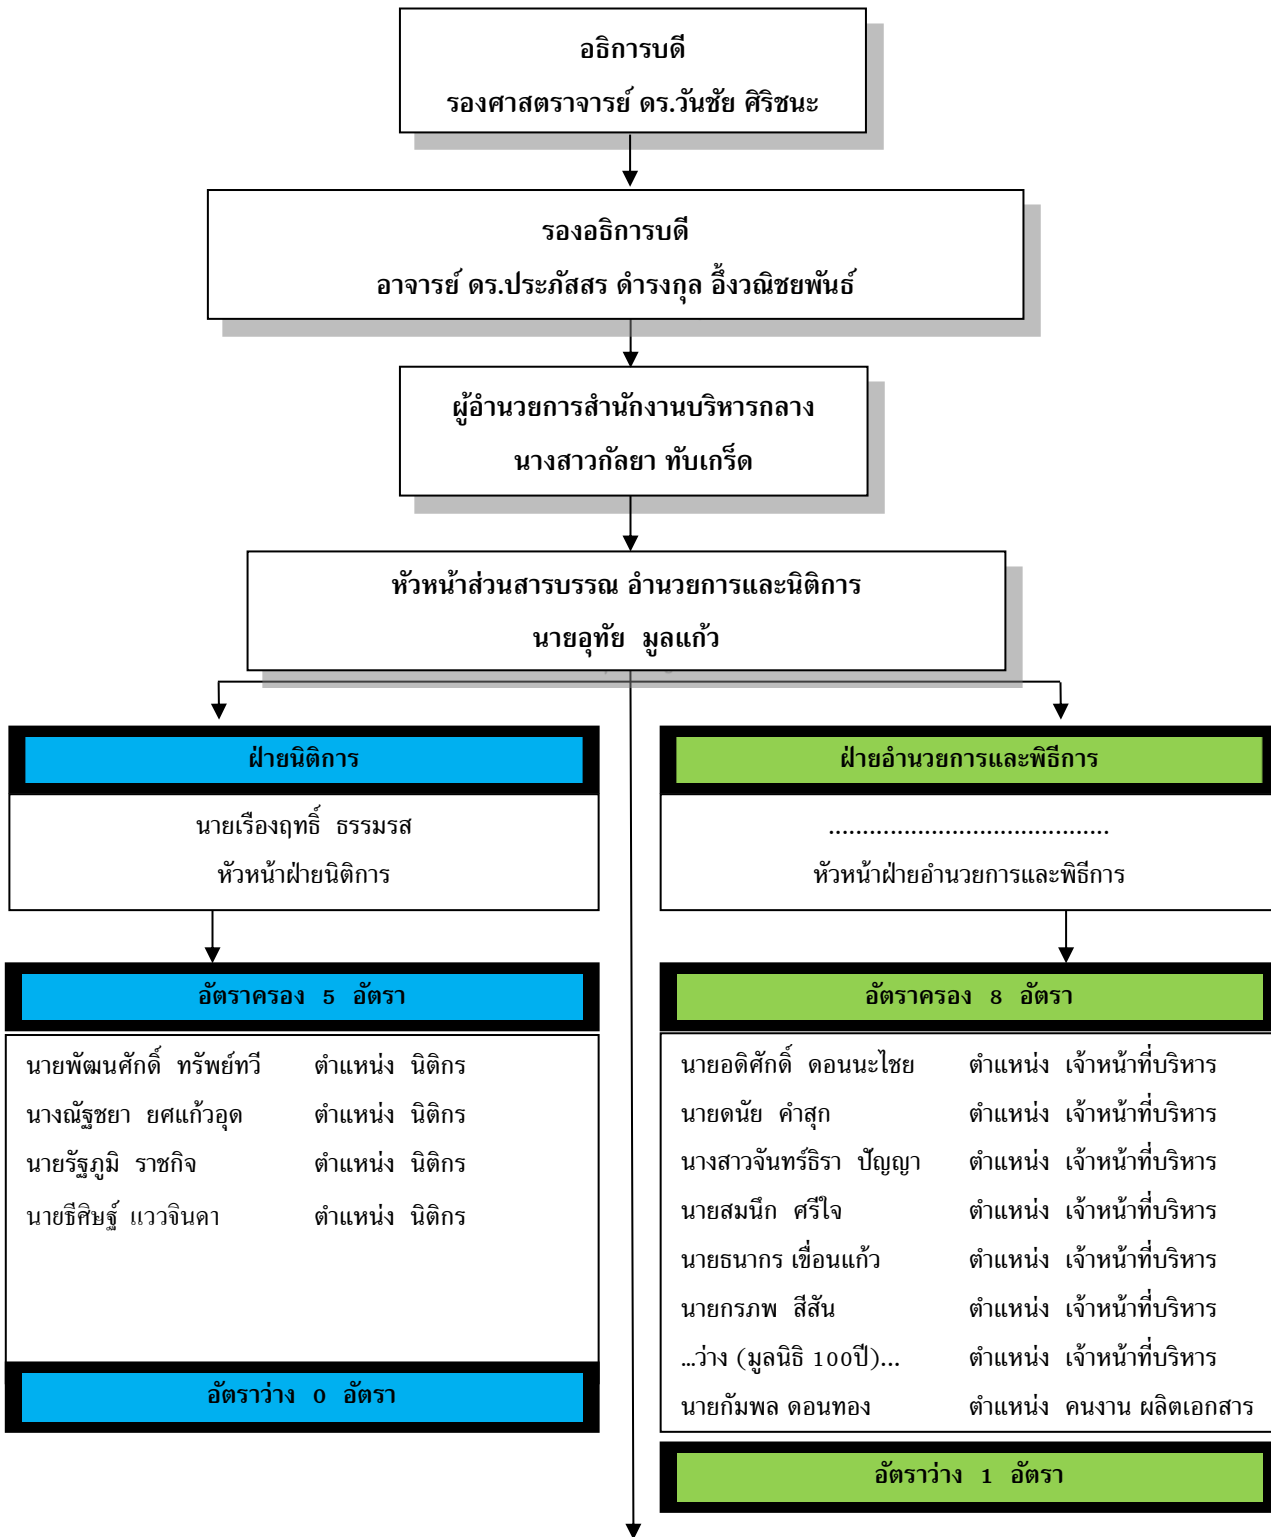 อธิการบดี
รองศาสตราจารย์ ดร.วันชัย ศิริชนะ
รองอธิการบดี
อาจารย์ ดร.ประภัสสร ดำรงกุล อึ้งวณิชยพันธ์
ผู้อำนวยการสำนักงานบริหารกลาง
นางสาวกัลยา ทับเกร็ด
หัวหน้าส่วนสารบรรณ อำนวยการและนิติการ
นายอุทัย มูลแก้ว
ฝ่ายนิติการ
นายเรืองฤทธิ์ ธรรมรส
หัวหน้าฝ่ายนิติการ
อัตราครอง 5 อัตรา
นายพัฒนศักดิ์ ทรัพย์ทวี ตำแหน่ง นิติกร
นางณัฐชยา ยศแก้วอุด ตำแหน่ง นิติกร
นายรัฐภูมิ ราชกิจ ตำแหน่ง นิติกร
นายธีศิษฐ์ แววจินดา ตำแหน่ง นิติกร
อัตราว่าง 0 อัตรา
ฝ่ายอำนวยการและพิธีการ
.........................................
หัวหน้าฝ่ายอำนวยการและพิธีการ
อัตราครอง 8 อัตรา
นายอดิศักดิ์ ดอนนะไชย ตำแหน่ง เจ้าหน้าที่บริหาร
นายดนัย คำสุก ตำแหน่ง เจ้าหน้าที่บริหาร
นางสาวจันทร์ธิรา ปัญญา ตำแหน่ง เจ้าหน้าที่บริหาร
นายสมนึก ศรีใจ ตำแหน่ง เจ้าหน้าที่บริหาร
นายธนากร เขื่อนแก้ว ตำแหน่ง เจ้าหน้าที่บริหาร
นายกรภพ สีสัน ตำแหน่ง เจ้าหน้าที่บริหาร
...ว่าง (มูลนิธิ 100ปี)... ตำแหน่ง เจ้าหน้าที่บริหาร
นายกัมพล ดอนทอง ตำแหน่ง คนงาน ผลิตเอกสาร
อัตราว่าง 1 อัตรา